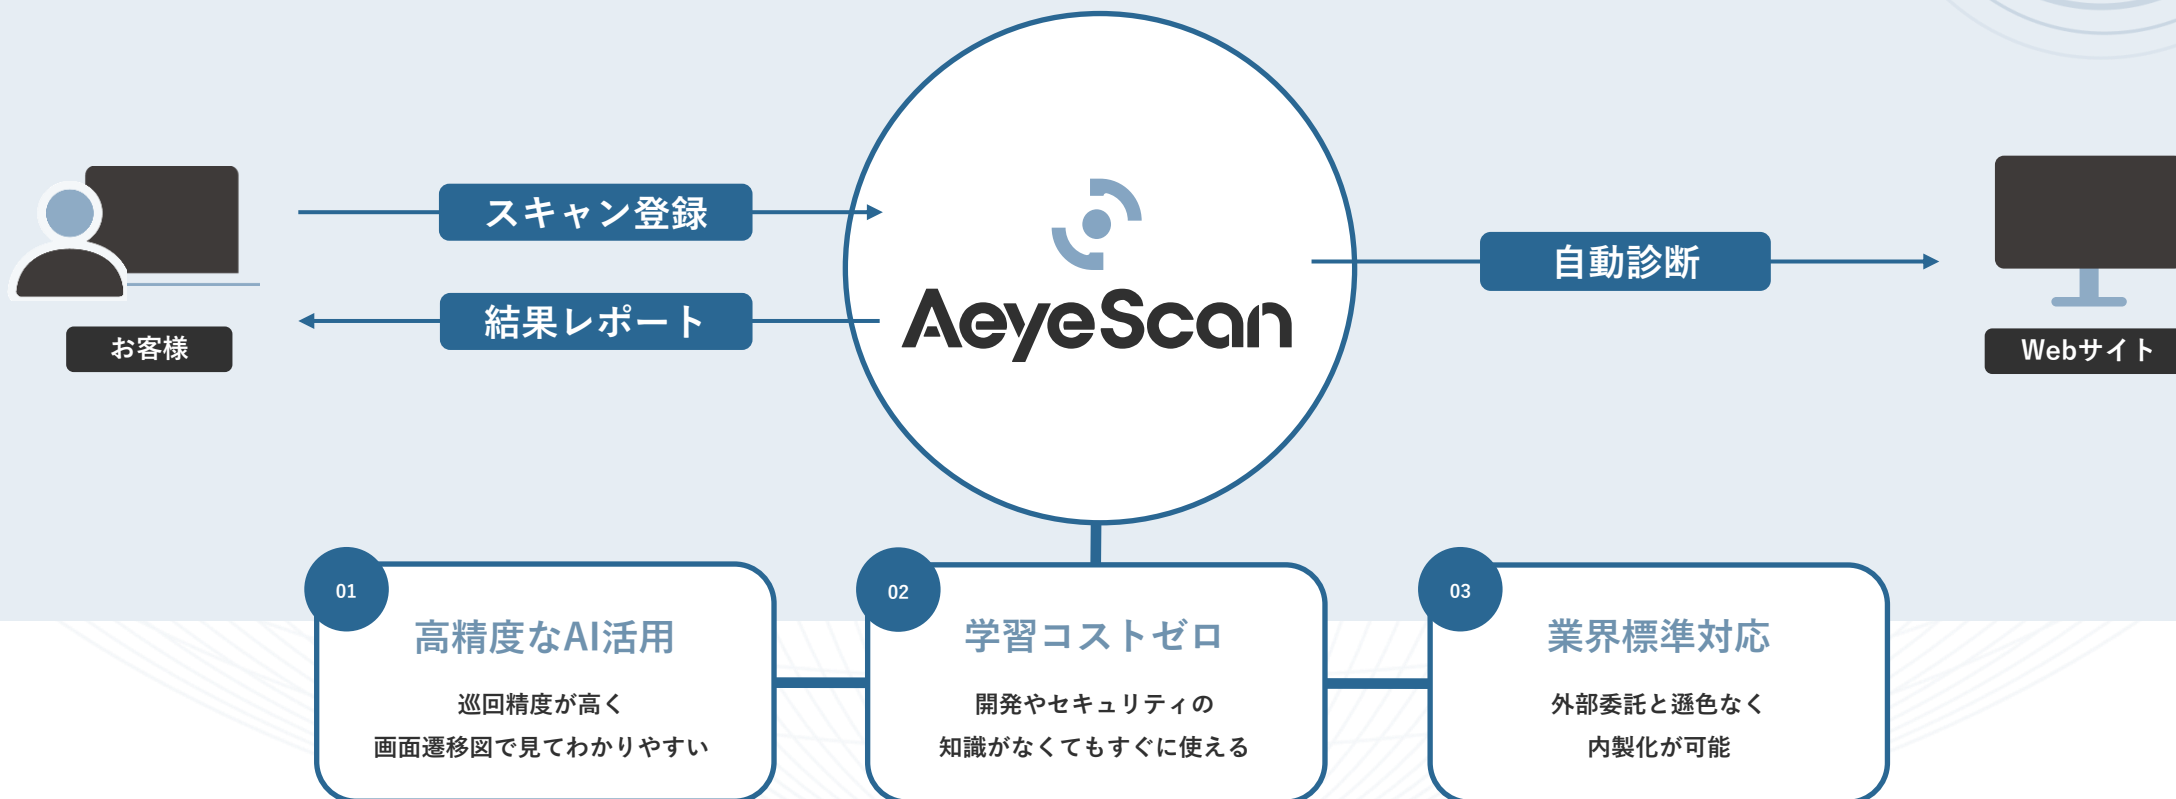 スキャン登録
結果レポート
お客様
AeyeScan
自動診断
Webサイト
01
高精度なAI活用
巡回精度が高く
画面遷移図で見てわかりやすい
02
学習コストゼロ
開発やセキュリティの
知識がなくてもすぐに使える
03
業界標準対応
外部委託と遜色なく
内製化が可能